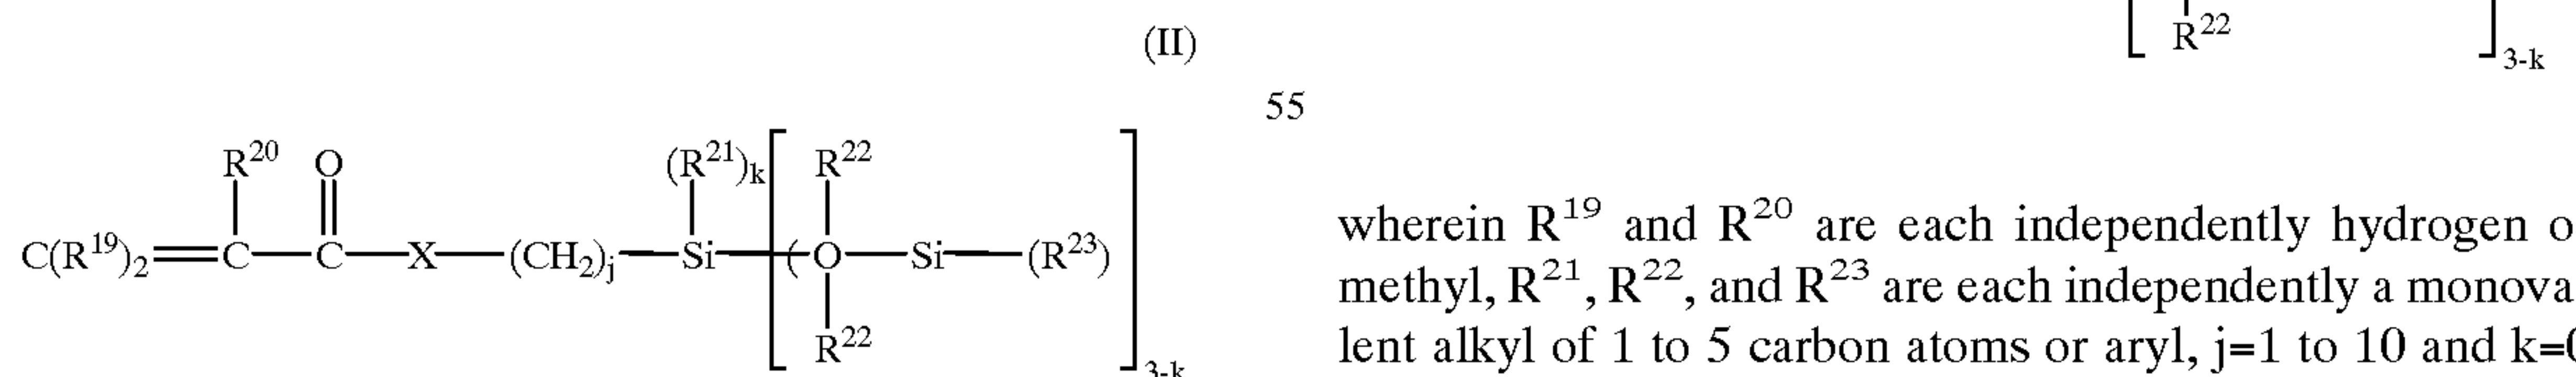 (II)
R²⁰ O (R²¹)ₖ R²²
C(R¹⁹)₂=C—C—X—(CH₂)ⱼ—Si—(O—Si—(R²³)
R²²
3-k
55
R²²
3-k
wherein R¹⁹ and R²⁰ are each independently hydrogen
methyl, R²¹, R²², and R²³ are each independently a monova-
lent alkyl of 1 to 5 carbon atoms or aryl, j=1 to 10 and k=